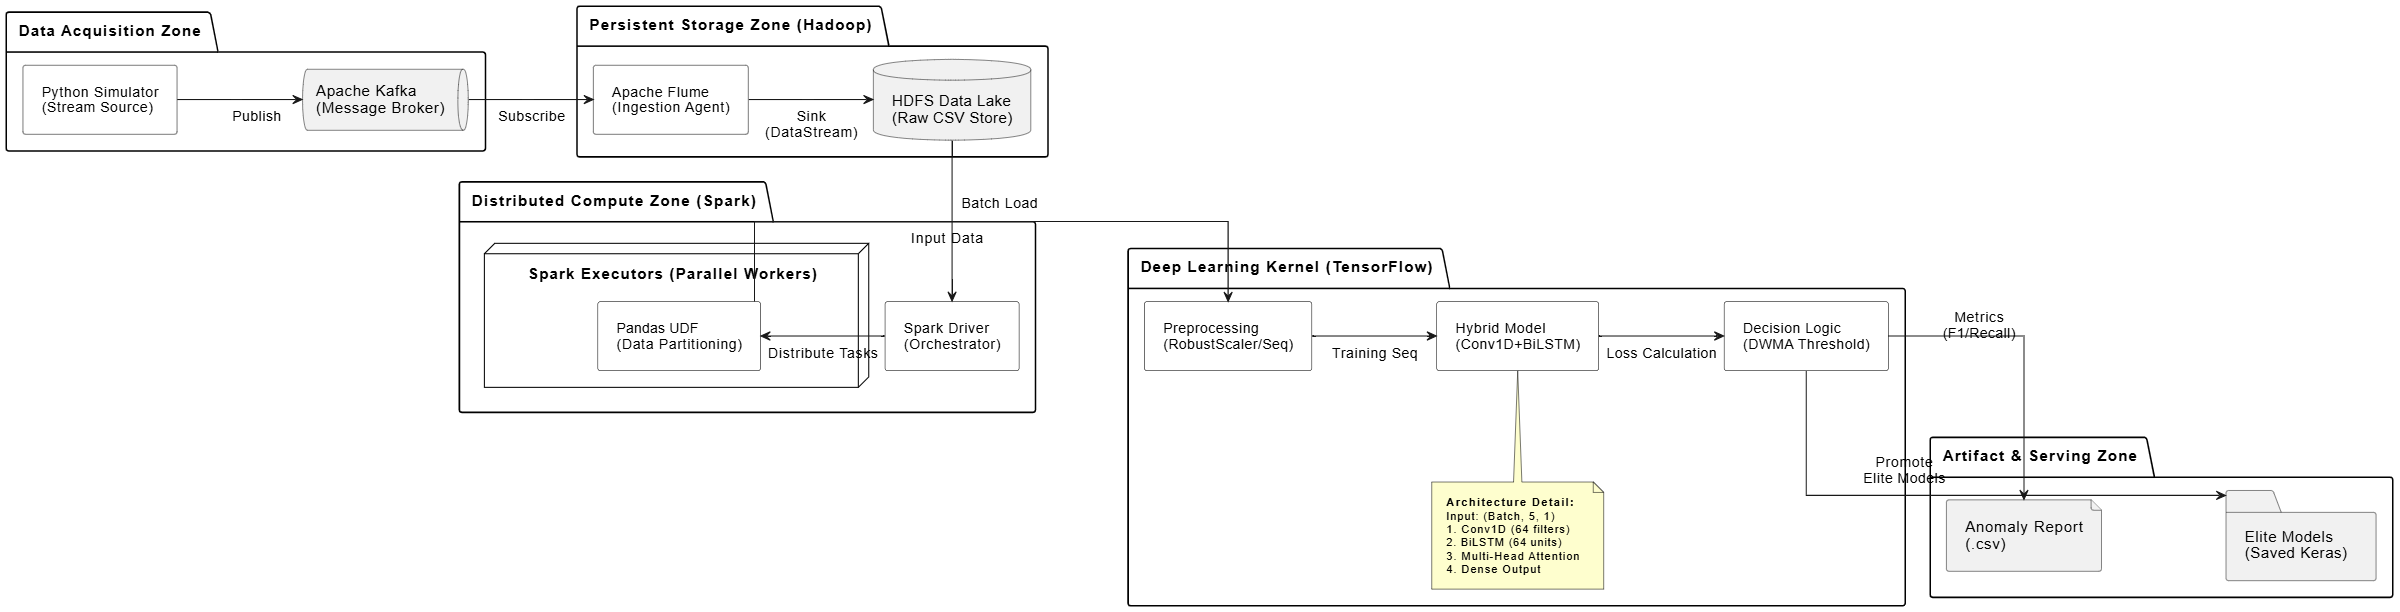 Data Acquisition Zone
Python Simulator
(Stream Source)
Publish
Apache Kafka
(Message Broker)
Subscribe
Persistent Storage Zone (Hadoop)
Apache Flume
(Ingestion Agent)
Sink
(DataStream)
HDFS Data Lake
(Raw CSV Store)
Batch Load
Distributed Compute Zone (Spark)
Input Data
Spark Executors (Parallel Workers)
Pandas UDF
(Data Partitioning)
Distribute Tasks
Spark Driver
(Orchestrator)
Deep Learning Kernel (TensorFlow)
Preprocessing
(RobustScaler/Seq)
Training Seq
Hybrid Model
(Conv1D+BiLSTM)
Loss Calculation
Decision Logic
(DWMA Threshold)
Metrics
(F1/Recall)
Architecture Detail:
Input: (Batch, 5, 1)
1. Conv1D (64 filters)
2. BiLSTM (64 units)
3. Multi-Head Attention
4. Dense Output
Promote
Elite Models
Artifact & Serving Zone
Anomaly Report
(.csv)
Elite Models
(Saved Keras)